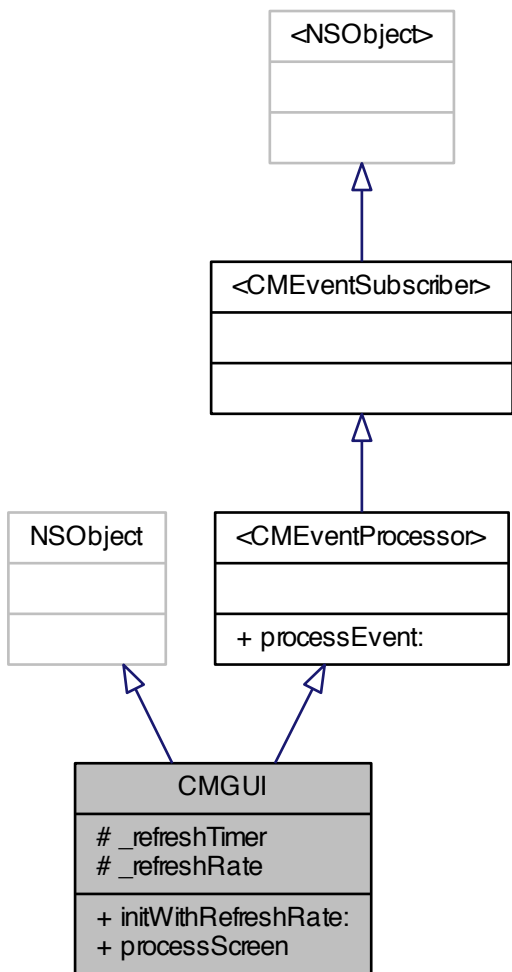 <NSObject>
<CMEventSubscriber>
NSObject
<CMEventProcessor>
+ processEvent:
CMGUI
# _refreshTimer
# _refreshRate
+ initWithRefreshRate:
+ processScreen